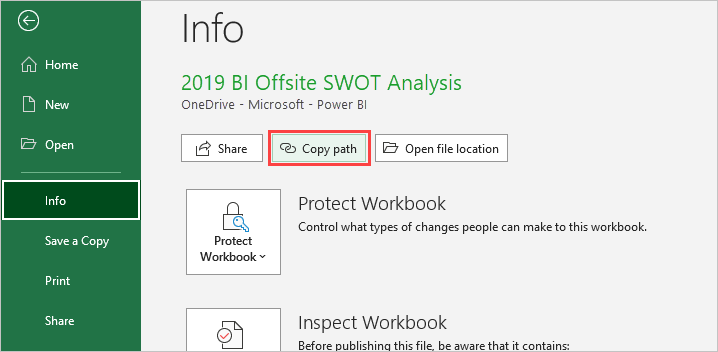 Info
Home
2019 BI Offsite SWOT Analysis
New
OneDrive - Microsoft - Power BI
Open
Share
Copy path
Open file location
Info
Protect Workbook
Control what types of changes people can make to this workbook.
Protect
Workbook
Save a Copy
Print
Share
Inspect Workbook
Before publishing this file, be aware that it contains: